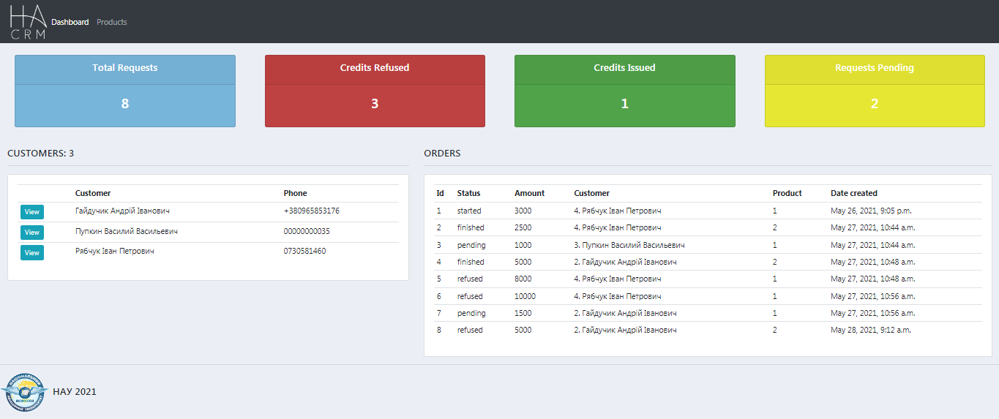 HA
CRM
Dashboard Products
Total Requests
8
Credits Refused
3
Credits Issued
1
Requests Pending
2
CUSTOMERS: 3
Customer Phone
View Гайдучик Андрій Іванович +380965853176
View Пупкин Василий Васильевич 00000000035
View Рябчук Іван Петрович 0730581460
ORDERS
Id Status Amount Customer Product Date created
1 started 3000 4. Рябчук Іван Петрович 1 May 26, 2021, 9:05 p.m.
2 finished 2500 4. Рябчук Іван Петрович 2 May 27, 2021, 10:44 a.m.
3 pending 1000 3. Пупкин Василий Васильевич 1 May 27, 2021, 10:44 a.m.
4 finished 5000 2. Гайдучик Андрій Іванович 2 May 27, 2021, 10:48 a.m.
5 refused 8000 4. Рябчук Іван Петрович 1 May 27, 2021, 10:48 a.m.
6 refused 10000 4. Рябчук Іван Петрович 1 May 27, 2021, 10:56 a.m.
7 pending 1500 2. Гайдучик Андрій Іванович 1 May 27, 2021, 10:56 a.m.
8 refused 5000 2. Гайдучик Андрій Іванович 2 May 28, 2021, 9:12 a.m.
НАЦІОНАЛЬНИЙ
АВІАЦІЙНИЙ УНІВЕРСИТЕТ
НАУ 2021